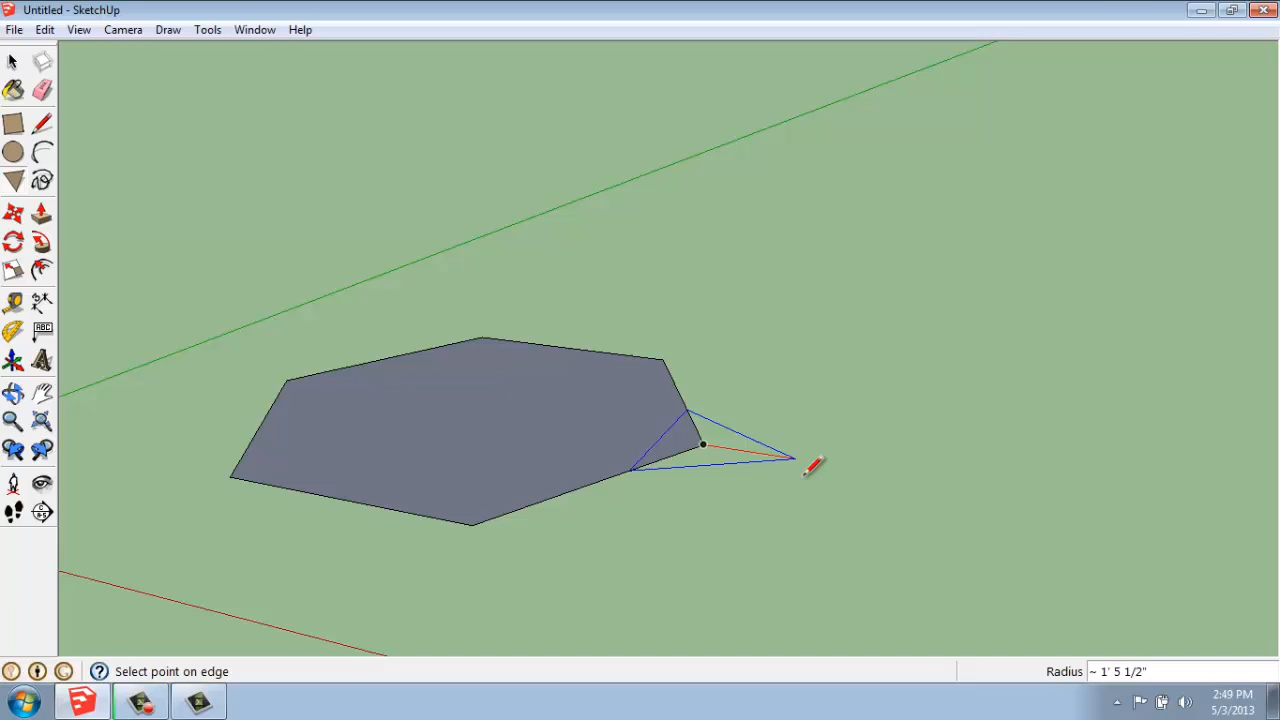 Untitled - SketchUp
File Edit View Camera Draw Tools Window Help
ABC
Select point on edge
Radius ~ 1' 5 1/2"
2:49 PM
5/3/2013